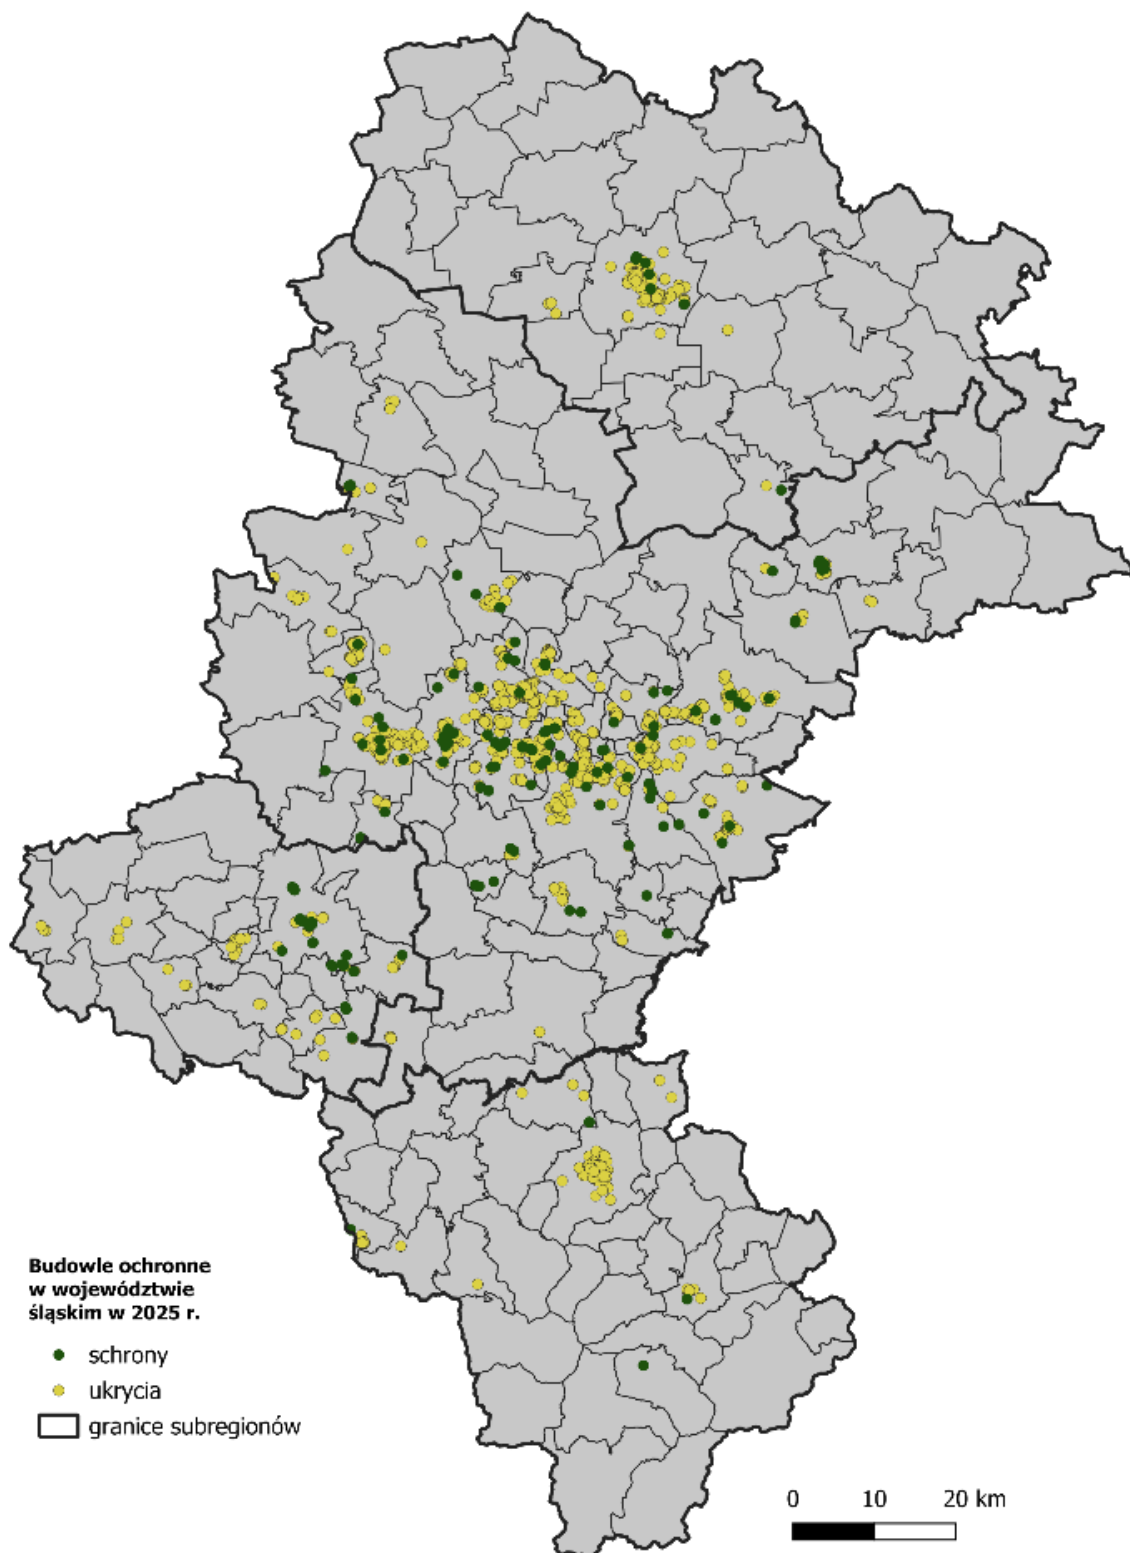 Budowle ochronne
w województwie
śląskim w 2025 r.
schrony
ukrycia
granice subregionów
0 10 20 km